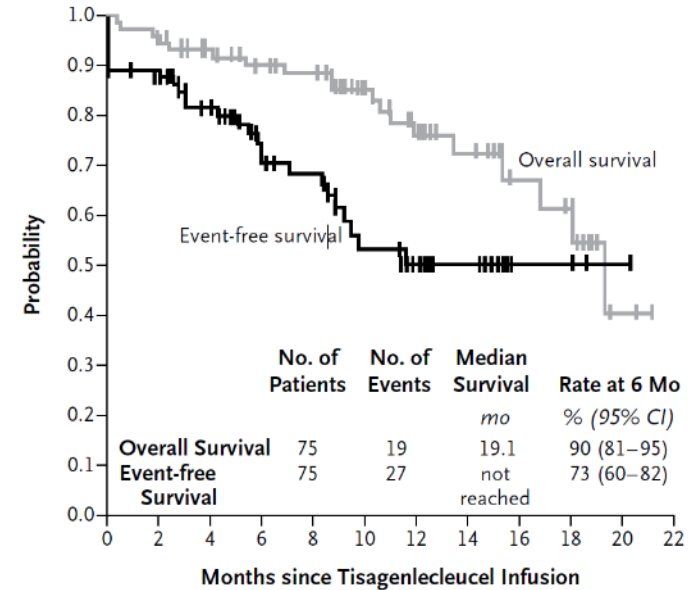 Probability
1.0
0.9
0.8
0.7
0.6
0.5
0.4
0.3
0.2
0.1
0.0
Overall survival
Event-free survival
No. of Patients No. of Events Median Survival Rate at 6 Mo
mo % (95% CI)
Overall Survival 75 19 19.1 90 (81–95)
Event-free Survival 75 27 not reached 73 (60–82)
0 2 4 6 8 10 12 14 16 18 20 22
Months since Tisagenlecleucel Infusion